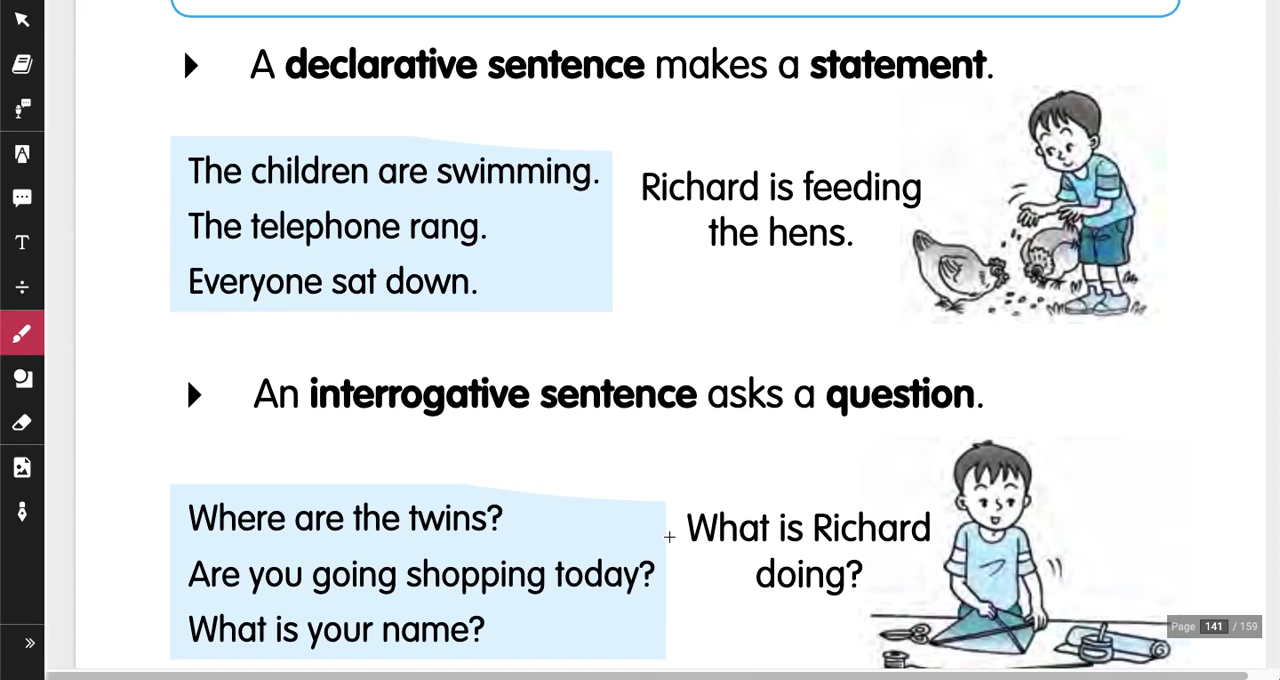 A declarative sentence makes a statement.
The children are swimming.
The telephone rang.
Everyone sat down.
Richard is feeding
the hens.
An interrogative sentence asks a question.
Where are the twins?
Are you going shopping today?
What is your name?
What is Richard
doing?
Page 141 / 159